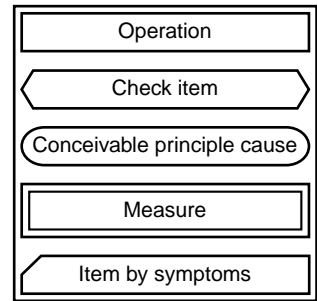 Operation
Check item
Conceivable principle cause
Measure
Item by symptoms